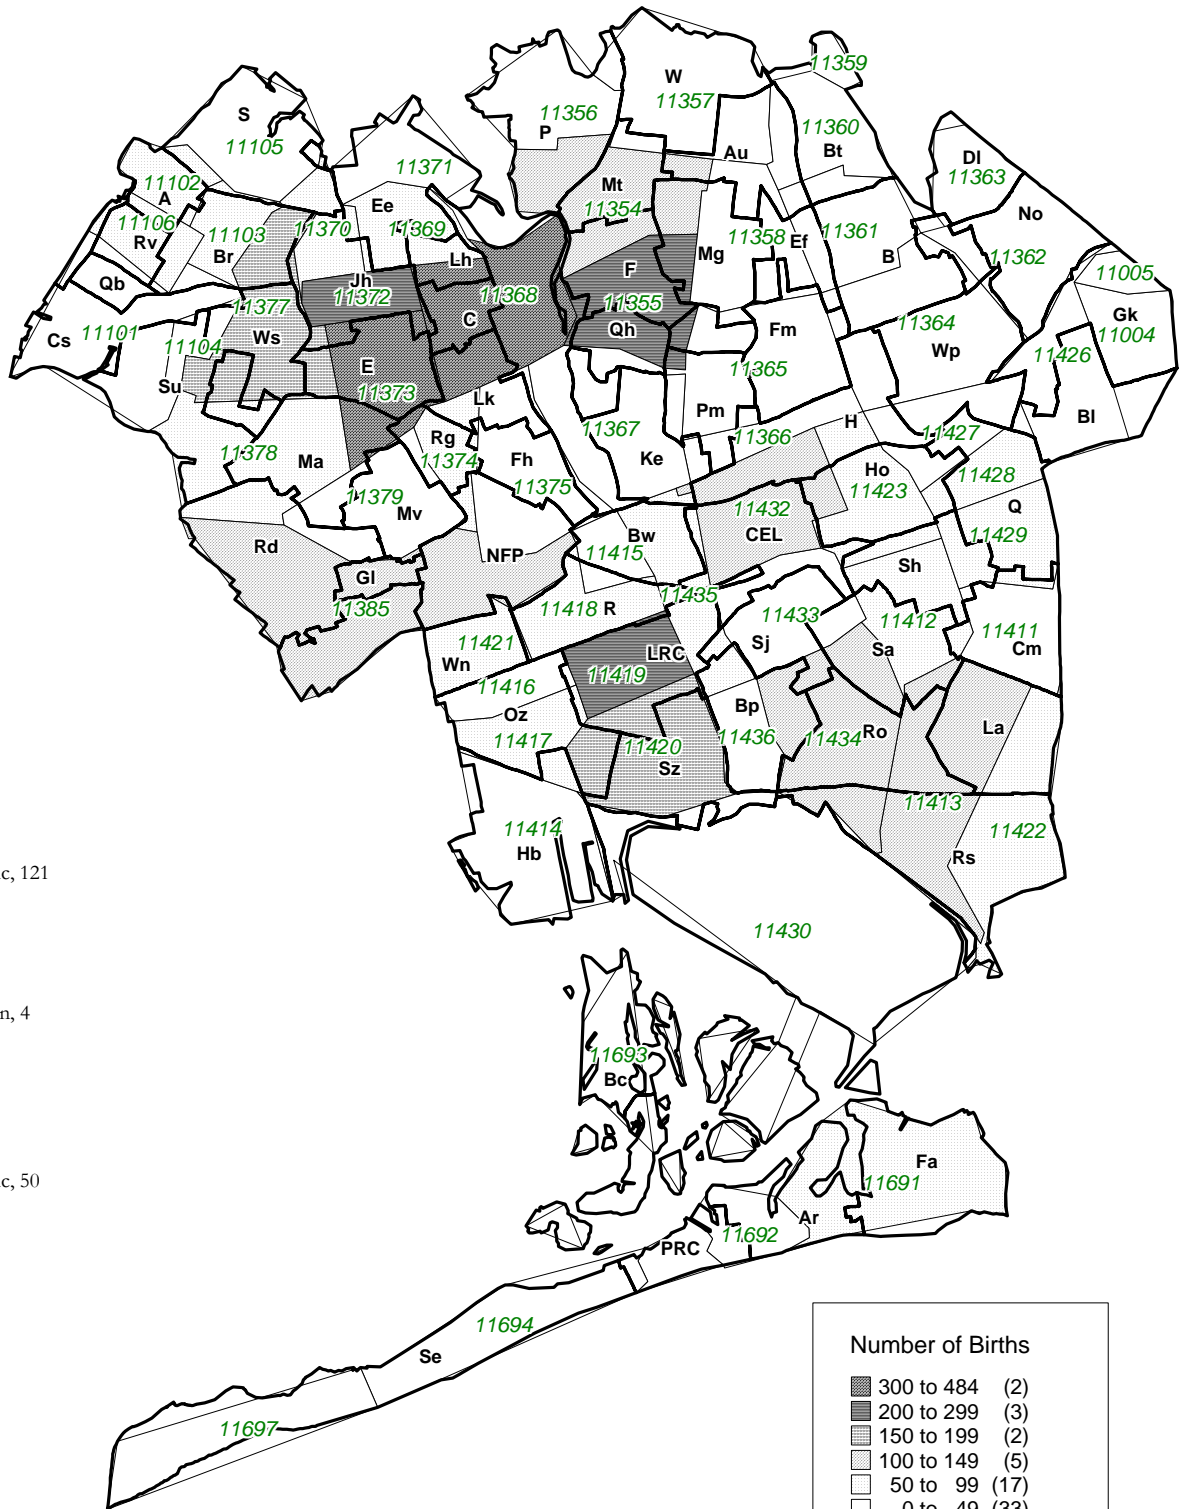 11359
W
11357
S
11356
P
11360
Bt
11105
Au
Dl
11363
11371
11102
A
Mt
11354
Ee
No
11106
Rv
11103
Br
11370
11369
11358
Ef
11361
B
Mg
11362
Lh
F
11005
Qb
Jh
11372
11368
11355
11377
C
Qh
Fm
11364
Gk
11004
Cs
11101
11104
Ws
Wp
11426
E
11365
Su
11373
Lk
Pm
Bl
11367
H
11366
11427
Rg
11378
Ma
11374
Fh
Ke
Ho
11423
11428
11375
11379
Mv
11432
CEL
Q
11429
Rd
NFP
Bw
11415
Sh
Gl
11435
11385
11418
R
11433
11412
11411
Cm
11421
Wn
Sj
Sa
LRC
11419
11416
Oz
Bp
La
11417
11420
11436
11434
Ro
Sz
11413
11414
Hb
11422
Rs
c, 121
11430
n, 4
11693
Bc
c, 50
Fa
11691
Ar
11692
PRC
11694
Se
11697
Number of Births
300 to 484 (2)
200 to 299 (3)
150 to 199 (2)
100 to 149 (5)
50 to 99 (17)
0 to 49 (33)